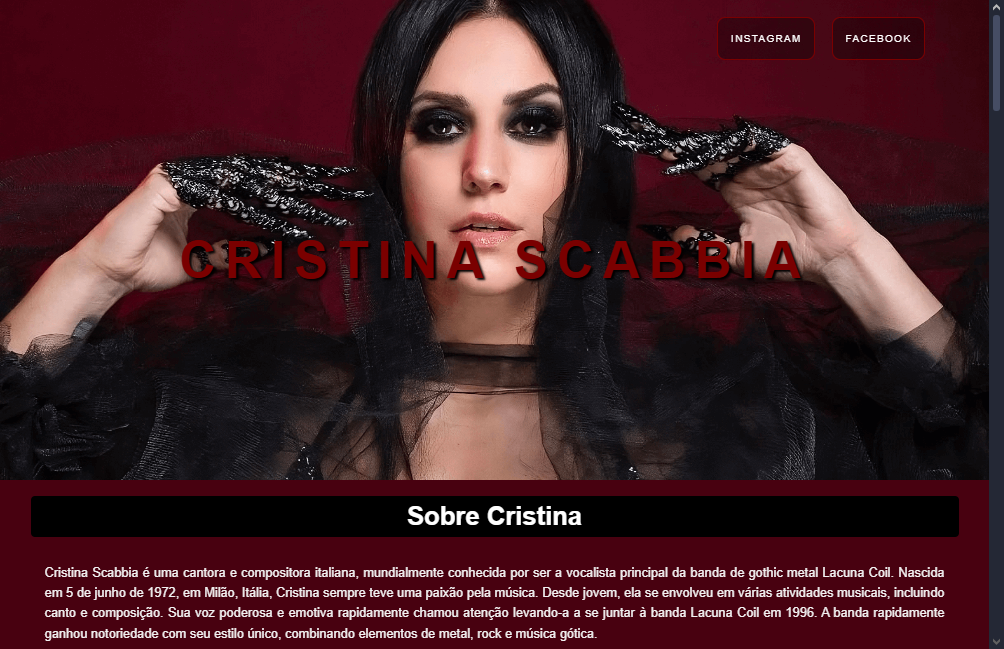 INSTAGRAM FACEBOOK
CRISTINA SCABBIA
Sobre Cristina
Cristina Scabbia é uma cantora e compositora italiana, mundialmente conhecida por ser a vocalista principal da banda de gothic metal Lacuna Coil. Nascida
em 5 de junho de 1972, em Milão, Itália, Cristina sempre teve uma paixão pela música. Desde jovem, ela se envolveu em várias atividades musicais, incluindo
canto e composição. Sua voz poderosa e emotiva rapidamente chamou atenção levando-a a se juntar à banda Lacuna Coil em 1996. A banda rapidamente
ganhou notoriedade com seu estilo único, combinando elementos de metal, rock e música gótica.